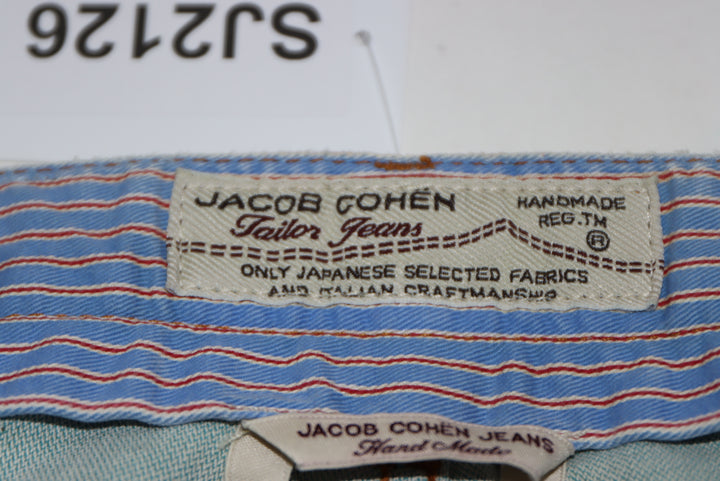 SJ2126
JACOB COHËN
Tailor Jeans
HANDMADE
REG.TM
®
ONLY JAPANESE SELECTED FABRICS
AND ITALIAN CRAFTMANSHIP
JACOB COHËN JEANS
Hand Made